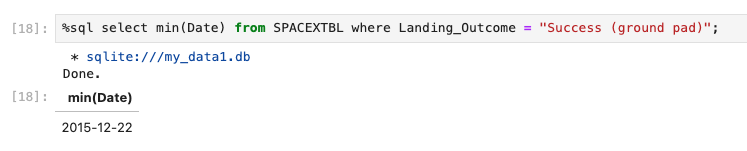 [18]: %sql select min(Date) from SPACEXTBL where Landing_Outcome = "Success (ground pad)";
* sqlite:///my_data1.db
Done.
[18]: min(Date)
2015-12-22